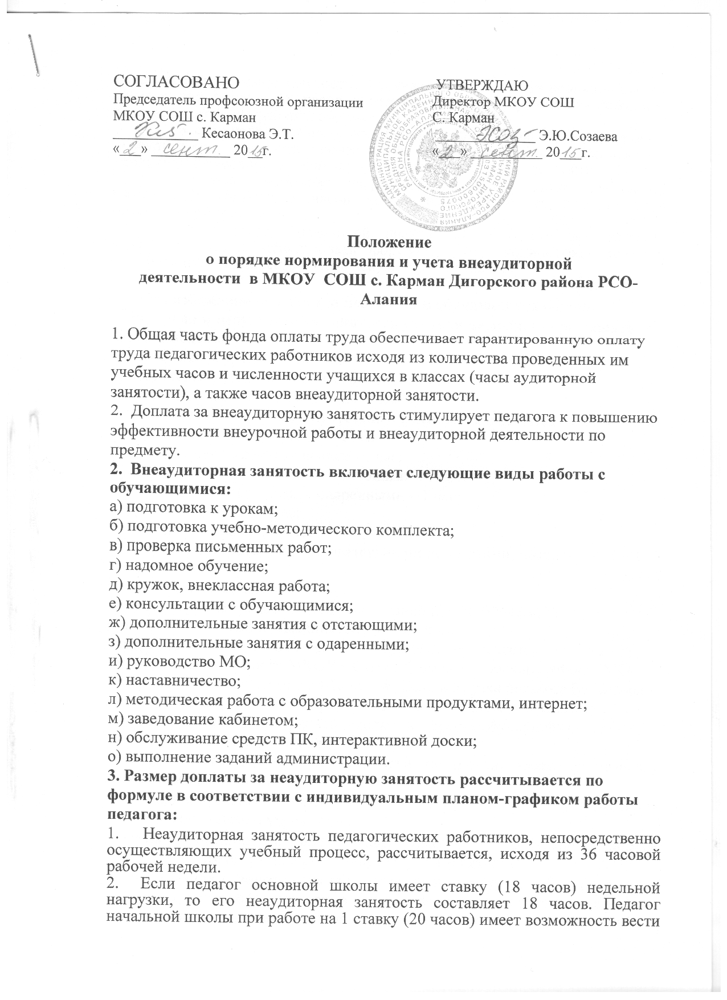 СОГЛАСОВАНО
Председатель профсоюзной организации
МКОУ СОШ с. Карман
____________ Кесаонова Э.Т.
«2» сент. 2015г.
УТВЕРЖДАЮ
Директор МКОУ СОШ
С. Карман
______________ Э.Ю.Созаева
«2» сент. 2015г.
Положение
о порядке нормирования и учета внеаудиторной
деятельности в МКОУ СОШ с. Карман Дигорского района РСО-
Алания
1. Общая часть фонда оплаты труда обеспечивает гарантированную оплату
труда педагогических работников исходя из количества проведенных им
учебных часов и численности учащихся в классах (часы аудиторной
занятости), а также часов внеаудиторной занятости.
2. Доплата за внеаудиторную занятость стимулирует педагога к повышению
эффективности внеурочной работы и внеаудиторной деятельности по
предмету.
2. Внеаудиторная занятость включает следующие виды работы с
обучающимися:
а) подготовка к урокам;
б) подготовка учебно-методического комплекта;
в) проверка письменных работ;
г) надомное обучение;
д) кружок, внеклассная работа;
е) консультации с обучающимися;
ж) дополнительные занятия с отстающими;
з) дополнительные занятия с одаренными;
и) руководство МО;
к) наставничество;
л) методическая работа с образовательными продуктами, интернет;
м) заведование кабинетом;
н) обслуживание средств ПК, интерактивной доски;
о) выполнение заданий администрации.
3. Размер доплаты за неаудиторную занятость рассчитывается по
формуле в соответствии с индивидуальным планом-графиком работы
педагога:
1. Неаудиторная занятость педагогических работников, непосредственно
осуществляющих учебный процесс, рассчитывается, исходя из 36 часовой
рабочей недели.
2. Если педагог основной школы имеет ставку (18 часов) недельной
нагрузки, то его неаудиторная занятость составляет 18 часов. Педагог
начальной школы при работе на 1 ставку (20 часов) имеет возможность вести